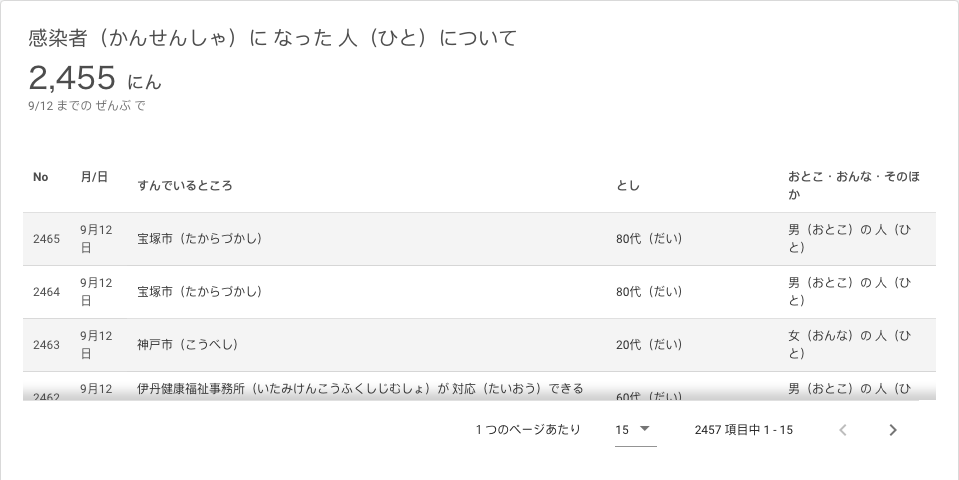 感染者（かんせんしゃ）に なった 人（ひと）について
2,455 にん
9/12 までの ぜんぶ で
No 月/日 すんでいるところ とし おとこ・おんな・そのほ
か
2465 9月12 宝塚市（たからづかし） 80代（だい） 男（おとこ）の 人（ひ
日 と）
2464 9月12 宝塚市（たからづかし） 80代（だい） 男（おとこ）の 人（ひ
日 と）
2463 9月12 神戸市（こうべし） 20代（だい） 女（おんな）の 人（ひ
日 と）
2462 9月12 伊丹健康福祉事務所（いたみけんこうふくしじむしょ）が 対応（たいおう）できる 60代（だい） 男（おとこ）の 人（ひ
1 つのページあたり 15 2457 項目中 1 - 15